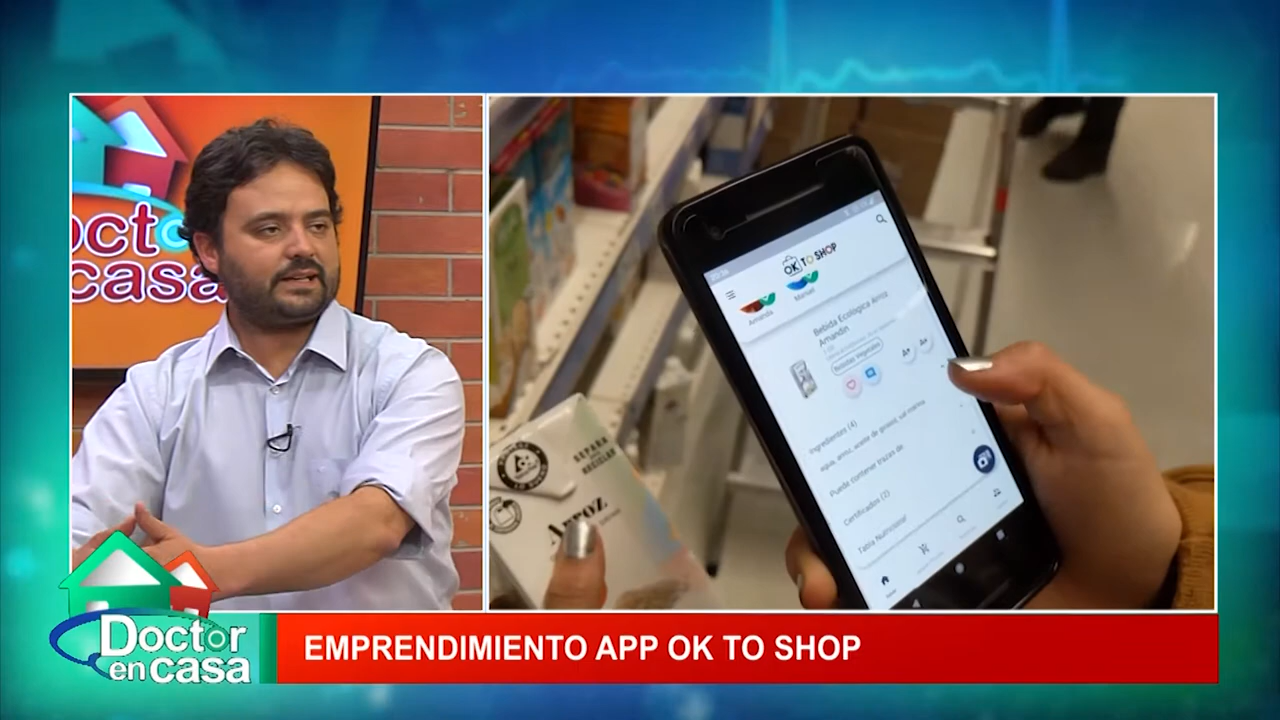 Doctor
casa
OK TO SHOP
Amanda
Manuel
Bebida Ecologica Arroz
Amandin
Bebidas Vegetales
A+
A-
Ingredientes (4)
agua, arroz, aceite de girasol, sal marina
Puede contener trazas de
Certificados (2)
Tabla Nutricional
SEPARA
RECICLAR
Arroz
Doctor
en casa
EMPRENDIMIENTO APP OK TO SHOP